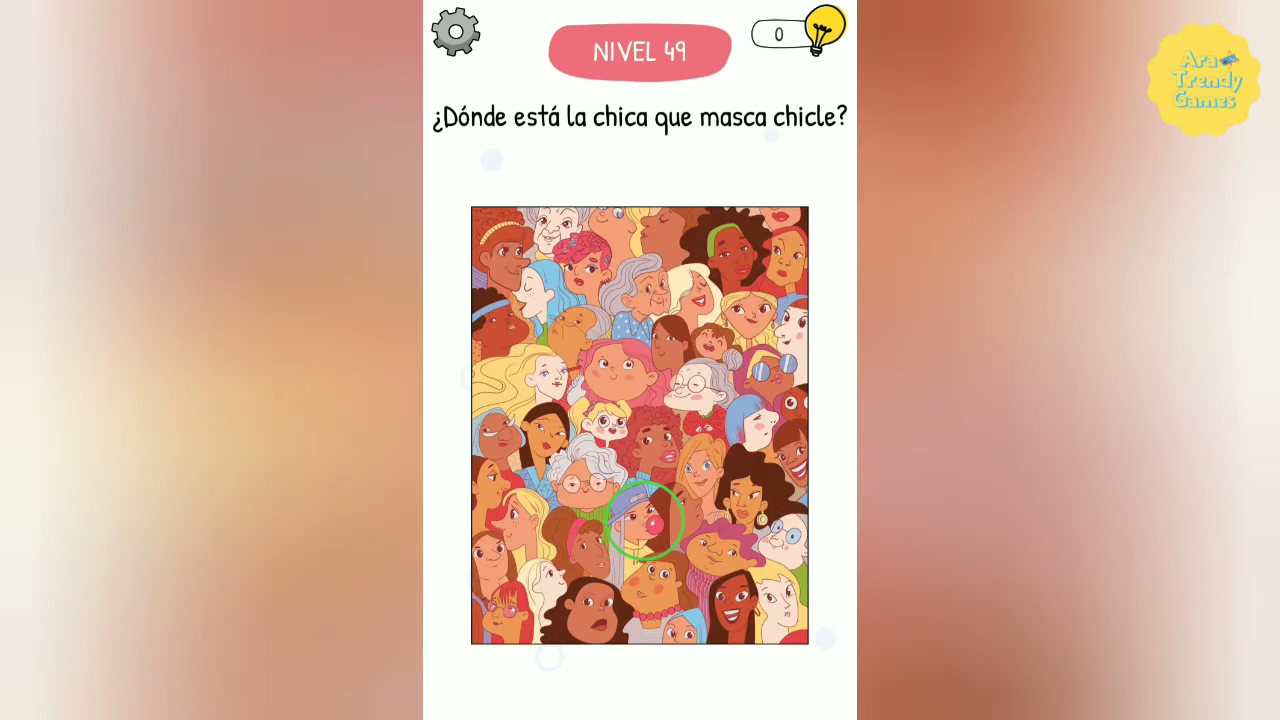 NIVEL 49
0
Ara
Trendy
Games
¿Dónde está la chica que masca chicle?